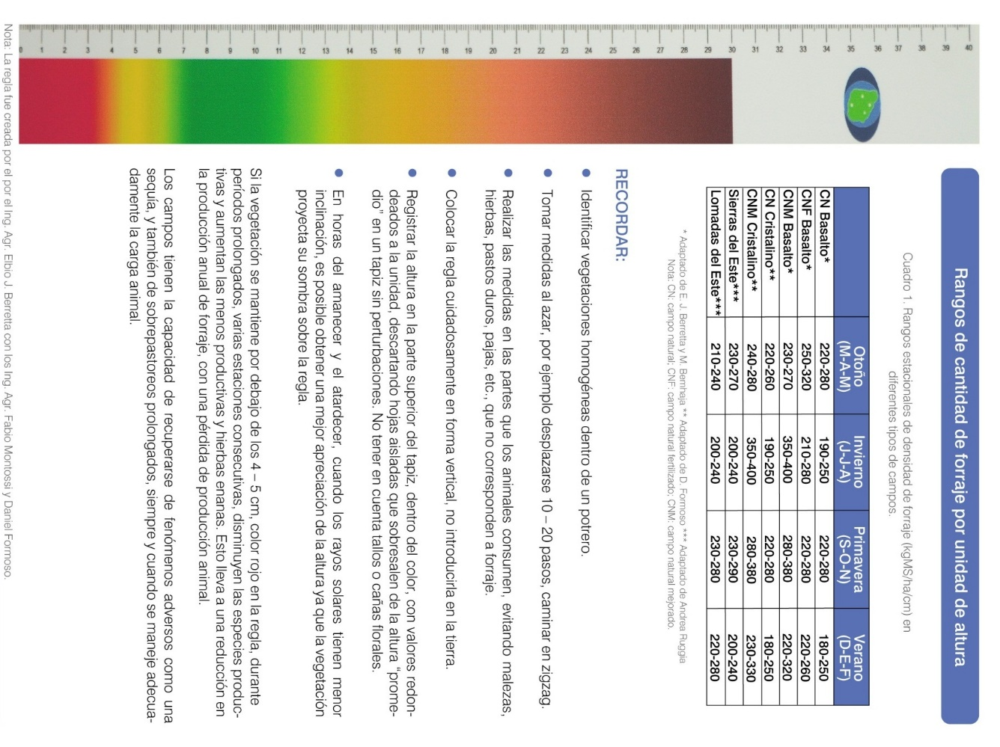 Rangos de cantidad de forraje por unidad de altura
Cuadro 1. Rangos estacionales de densidad de forraje (kgMS/ha/cm) en
diferentes tipos de campos.
Otoño (M-A-M) Invierno (J-J-A) Primavera (S-O-N) Verano (D-E-F)
CN Basalto* 220-280 190-250 220-280 180-250
CNF Basalto* 250-320 210-280 220-280 220-260
CNM Basalto* 230-270 350-400 280-380 220-320
CN Cristalino** 220-260 190-250 220-280 180-250
CNM Cristalino** 240-280 350-400 280-380 230-330
Sierras del Este*** 230-270 200-240 230-290 200-240
Lomadas del Este*** 210-240 200-240 230-280 220-280
* Adaptado de E. J. Berretta y M. Bemhaja ** Adaptado de D. Formoso *** Adaptado de Andrea Ruggia
Nota: CN: campo natural; CNF: campo natural fertilizado; CNM: campo natural mejorado.
RECORDAR:
● Identificar vegetaciones homogéneas dentro de un potrero.
● Tomar medidas al azar, por ejemplo desplazarse 10 – 20 pasos, caminar en zigzag.
● Realizar las medidas en las partes que los animales consumen, evitando malezas,
hierbas, pastos duros, pajas, etc., que no corresponden a forraje.
● Colocar la regla cuidadosamente en forma vertical, no introducirla en la tierra.
● Registrar la altura en la parte superior del tapiz, dentro del color, con valores redon-
deados a la unidad, descartando hojas aisladas que sobresalen de la altura "prome-
dio" en un tapiz sin perturbaciones. No tener en cuenta tallos o cañas florales.
● En horas del amanecer y el atardecer, cuando los rayos solares tienen menor
inclinación, es posible obtener una mejor apreciación de la altura ya que la vegetación
proyecta su sombra sobre la regla.
Si la vegetación se mantiene por debajo de los 4 – 5 cm, color rojo en la regla, durante
períodos prolongados, varias estaciones consecutivas, disminuyen las especies produc-
tivas y aumentan las menos productivas y hierbas enanas. Esto lleva a una reducción en
la producción anual de forraje, con una pérdida de producción animal.
Los campos tienen la capacidad de recuperarse de fenómenos adversos como una
sequía, y también de sobrepastoreos prolongados, siempre y cuando se maneje adecua-
damente la carga animal.
Nota: La regla fue creada por el por el Ing. Agr. Elbio J. Berretta con los Ing. Agr. Fabio Montossi y Daniel Formoso.
0 1 2 3 4 5 6 7 8 9 10 11 12 13 14 15 16 17 18 19 20 21 22 23 24 25 26 27 28 29 30 31 32 33 34 35 36 37 38 39 40